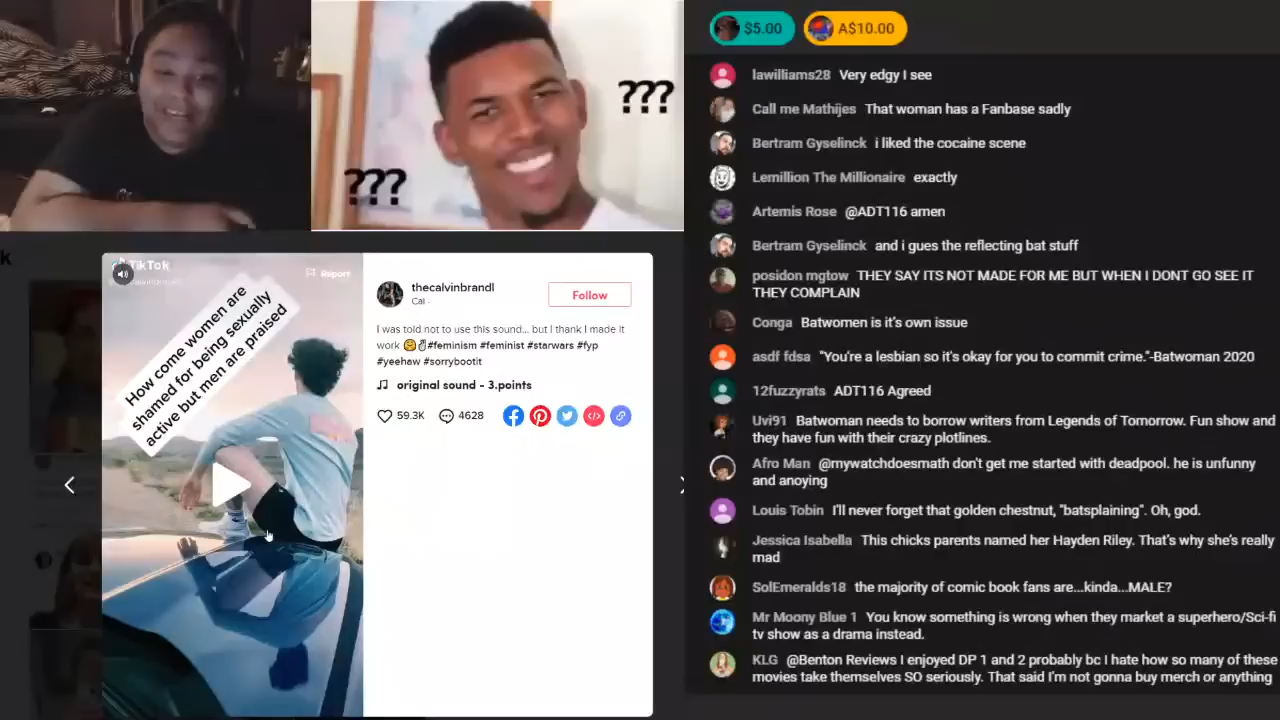 ???
???
k
TikTok
Report
How come women are
shamed for being sexually
active but men are praised
thecalvinbrandl
Cal -
Follow
I was told not to use this sound... but I thank I made it
work 🤗✌#feminism #feminist #starwars #fyp
#yeehaw #sorrybootit
original sound - 3.points
59.3K
4628
$5.00
A$10.00
lawilliams28 Very edgy I see
Call me Mathijes That woman has a Fanbase sadly
Bertram Gyselinck i liked the cocaine scene
Lemillion The Millionaire exactly
Artemis Rose @ADT116 amen
Bertram Gyselinck and i gues the reflecting bat stuff
posidon mgtow THEY SAY ITS NOT MADE FOR ME BUT WHEN I DONT GO SEE IT
THEY COMPLAIN
Conga Batwomen is it's own issue
asdf fdsa "You're a lesbian so it's okay for you to commit crime."-Batwoman 2020
12fuzzyrats ADT116 Agreed
Uvi91 Batwoman needs to borrow writers from Legends of Tomorrow. Fun show and
they have fun with their crazy plotlines.
Afro Man @mywatchdoesmath don't get me started with deadpool. he is unfunny
and anoying
Louis Tobin I'll never forget that golden chestnut, "batsplaining". Oh, god.
Jessica Isabella This chicks parents named her Hayden Riley. That's why she's really
mad
SolEmeralds18 the majority of comic book fans are...kinda...MALE?
Mr Moony Blue 1 You know something is wrong when they market a superhero/Sci-fi
tv show as a drama instead.
KLG @Benton Reviews I enjoyed DP 1 and 2 probably bc I hate how so many of these
movies take themselves SO seriously. That said I'm not gonna buy merch or anything